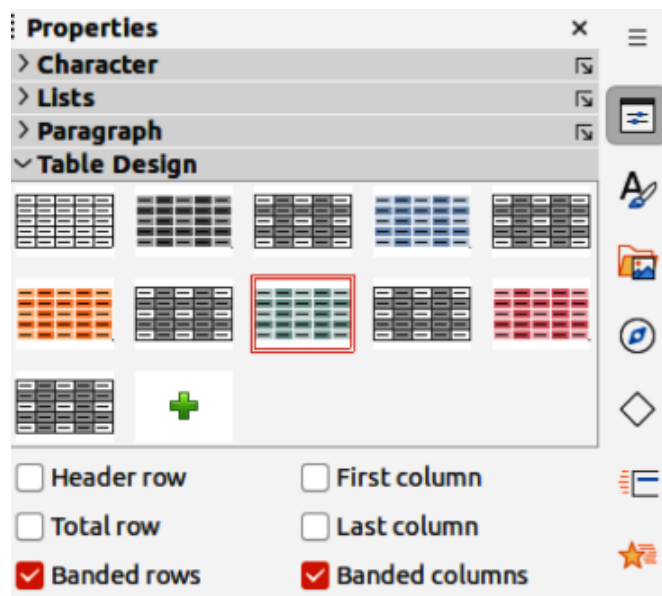 Properties
Character
Lists
Paragraph
Table Design
Header row
First column
Total row
Last column
Banded rows
Banded columns